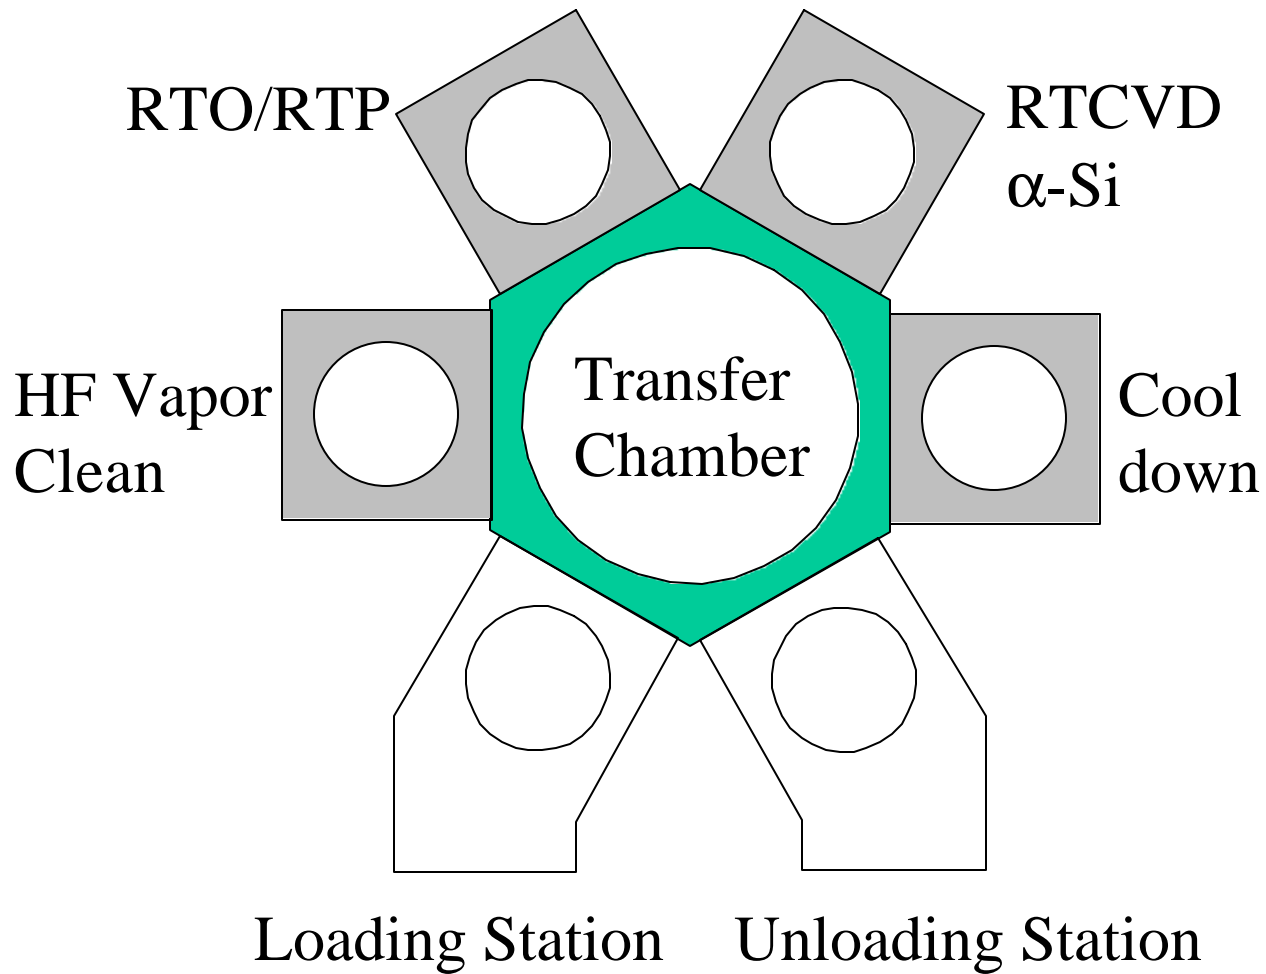 RTO/RTP
RTCVD
α-Si
HF Vapor
Clean
Transfer
Chamber
Cool
down
Loading Station
Unloading Station